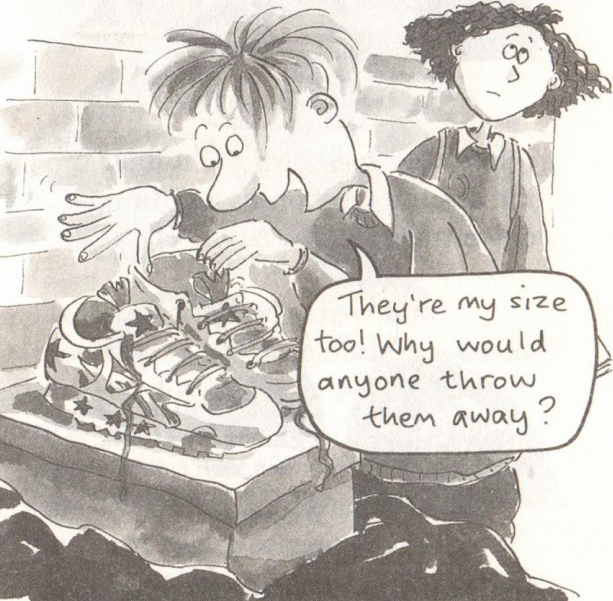 They're my size
too! Why would
anyone throw
them away?